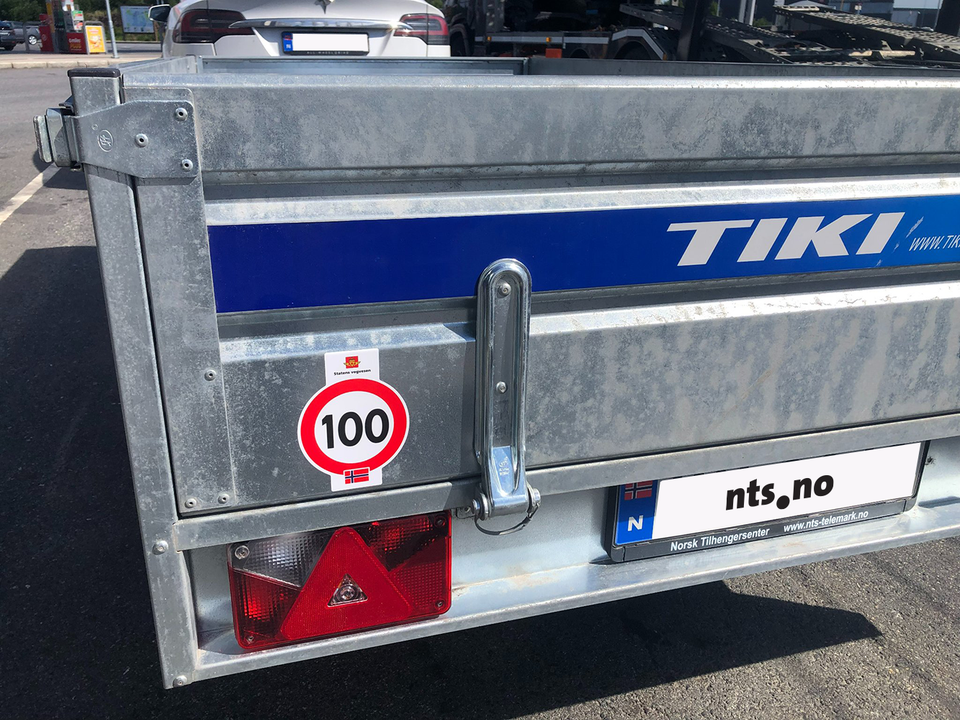 TIKI
WWW.TIK
Statens vegvesen
100
nts.no
N
Norsk Tilhengersenter www.nts-telemark.no